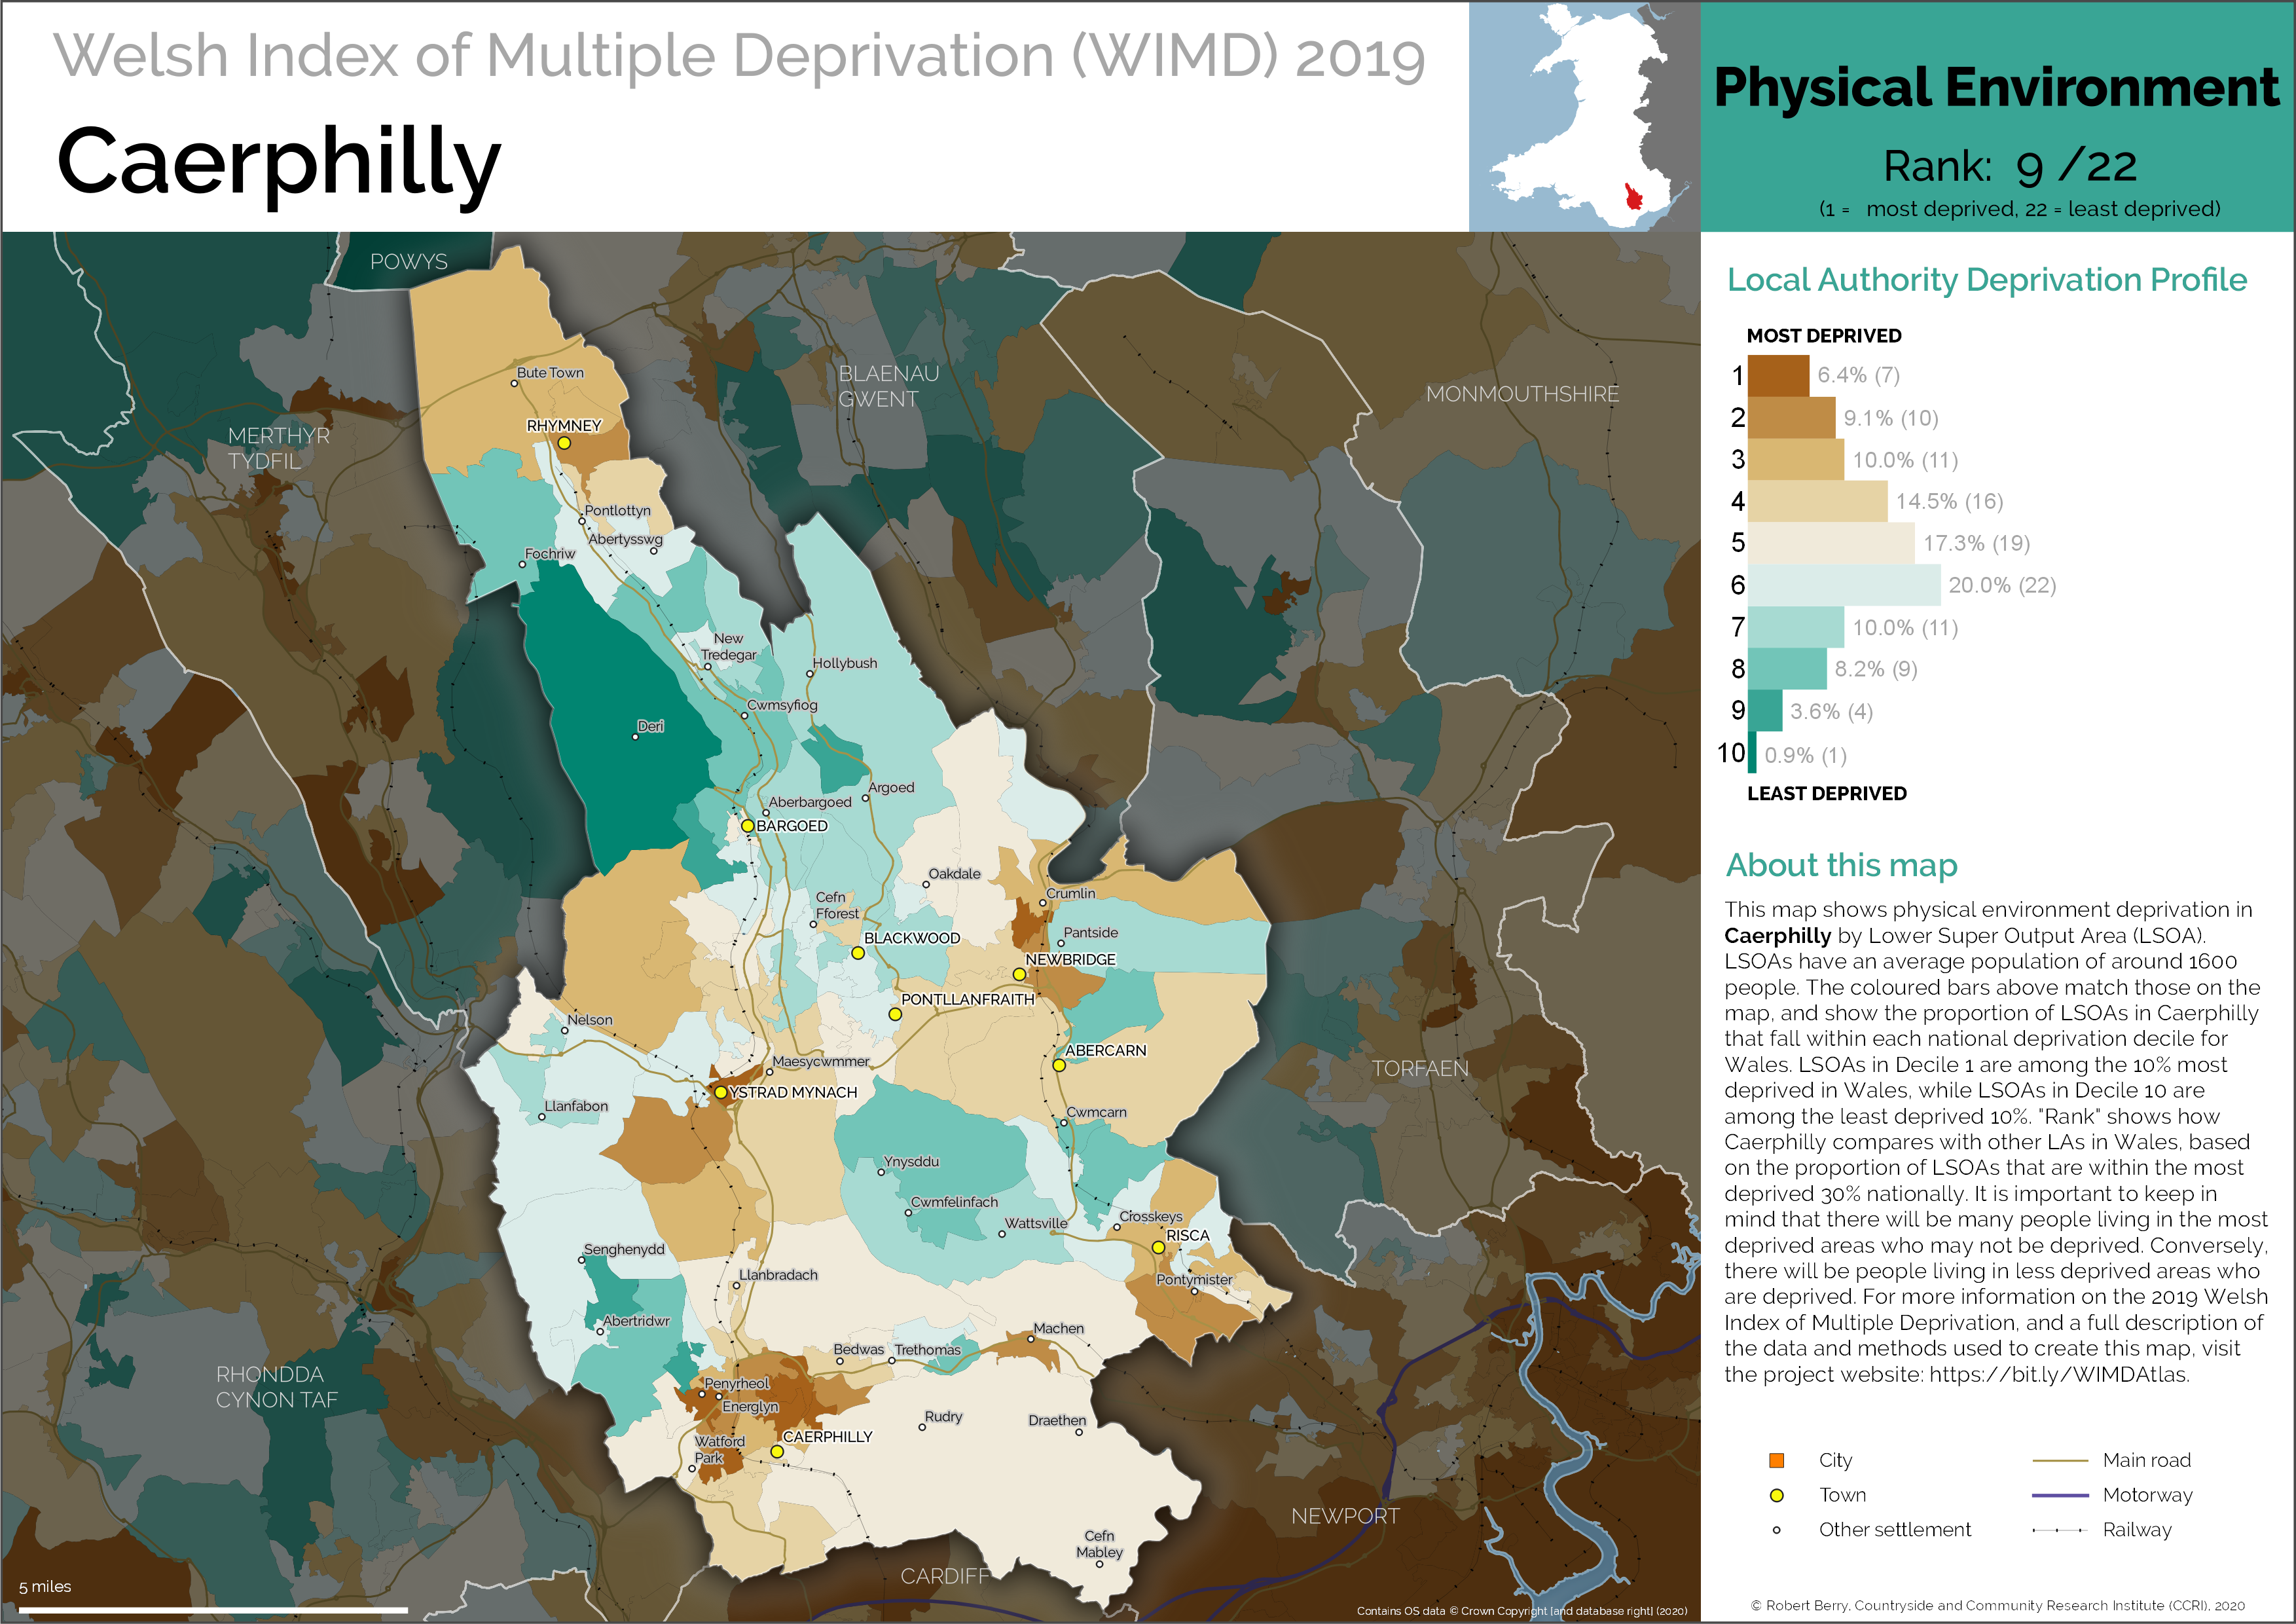 Welsh Index of Multiple Deprivation (WIMD) 2019
Caerphilly
Physical Environment
Rank: 9 /22
(1 = most deprived, 22 = least deprived)
POWYS
MERTHYR
TYDFIL
BLAENAU
GWENT
MONMOUTHSHIRE
TORFAEN
RHONDDA
CYNON TAF
NEWPORT
CARDIFF
Bute Town
RHYMNEY
Pontlottyn
Abertysswg
Fochriw
New
Tredegar
Hollybush
Cwmsyfiog
Deri
Argoed
Aberbargoed
BARGOED
Oakdale
Crumlin
Cefn
Fforest
Pantside
BLACKWOOD
NEWBRIDGE
PONTLLANFRAITH
Nelson
ABERCARN
Maesycwmmer
YSTRAD MYNACH
Llanfabon
Cwmcarn
Ynysddu
Cwmfelinfach
Wattsville
Crosskeys
RISCA
Senghenydd
Llanbradach
Pontymister
Abertridwr
Machen
Bedwas
Trethomas
Penyrheol
Energlyn
Rudry
Draethen
CAERPHILLY
Watford
Park
Cefn
Mabley
5 miles
Contains OS data © Crown Copyright [and database right] (2020)
Local Authority Deprivation Profile
MOST DEPRIVED
1 6.4% (7)
2 9.1% (10)
3 10.0% (11)
4 14.5% (16)
5 17.3% (19)
6 20.0% (22)
7 10.0% (11)
8 8.2% (9)
9 3.6% (4)
10 0.9% (1)
LEAST DEPRIVED
About this map
This map shows physical environment deprivation in
Caerphilly by Lower Super Output Area (LSOA).
LSOAs have an average population of around 1600
people. The coloured bars above match those on the
map, and show the proportion of LSOAs in Caerphilly
that fall within each national deprivation decile for
Wales. LSOAs in Decile 1 are among the 10% most
deprived in Wales, while LSOAs in Decile 10 are
among the least deprived 10%. "Rank" shows how
Caerphilly compares with other LAs in Wales, based
on the proportion of LSOAs that are within the most
deprived 30% nationally. It is important to keep in
mind that there will be many people living in the most
deprived areas who may not be deprived. Conversely,
there will be people living in less deprived areas who
are deprived. For more information on the 2019 Welsh
Index of Multiple Deprivation, and a full description of
the data and methods used to create this map, visit
the project website: https://bit.ly/WIMDAtlas.
City
Town
Other settlement
Main road
Motorway
Railway
© Robert Berry, Countryside and Community Research Institute (CCRI), 2020